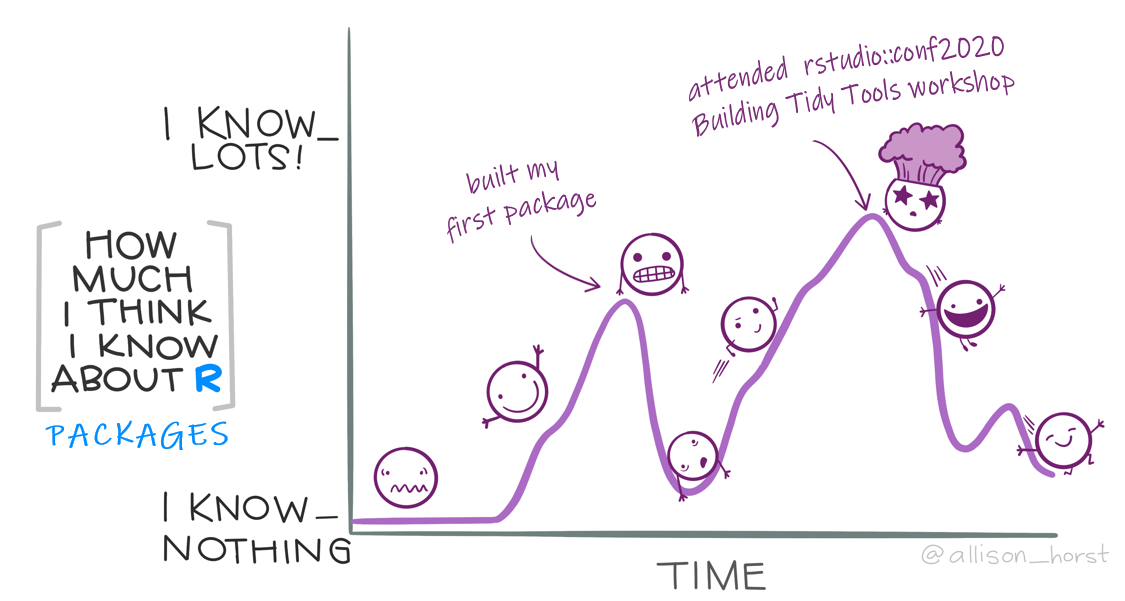 attended rstudio::conf2020
Building Tidy Tools workshop
I KNOW
LOTS!
built my
first package
HOW
MUCH
I THINK
I KNOW
ABOUT R
PACKAGES
I KNOW
NOTHING
TIME
@allison_horst